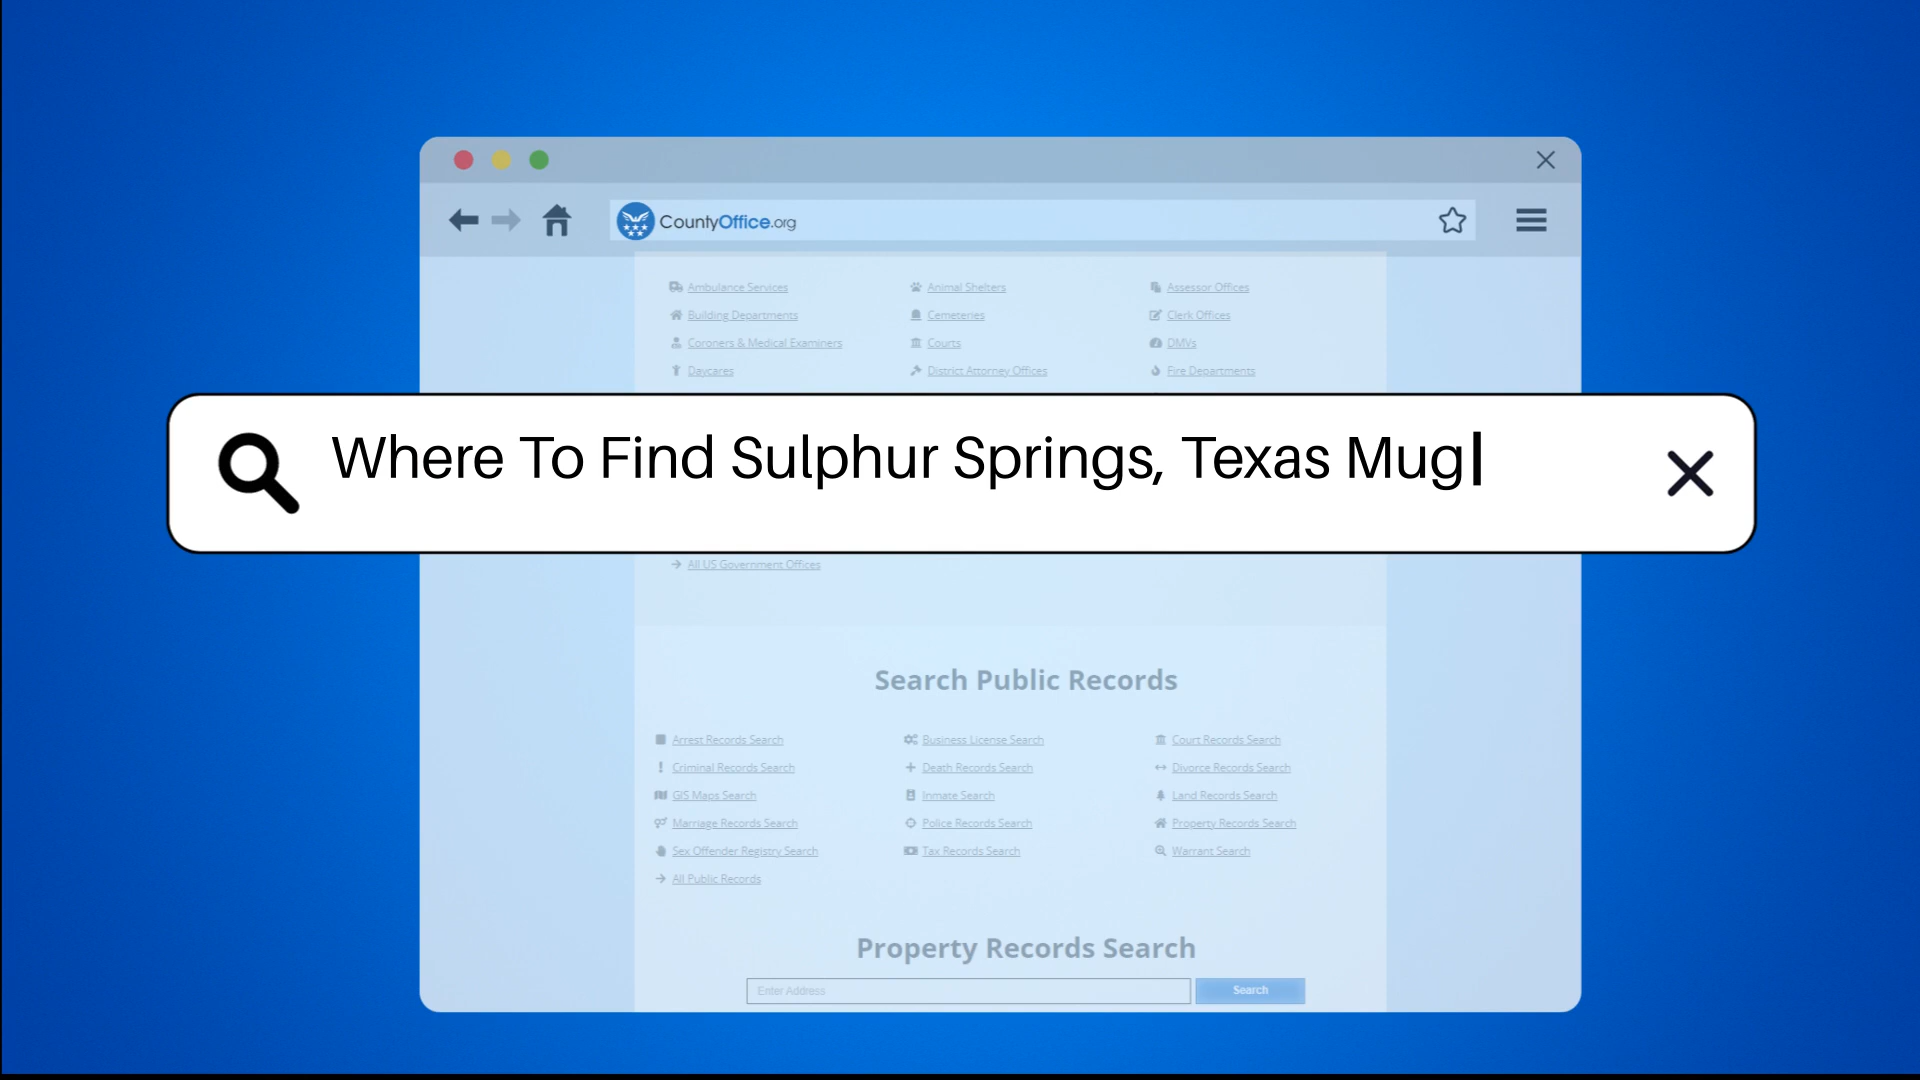 CountyOffice.org
Ambulance Services Animal Shelters Assessor Offices
Building Departments Cemeteries Clerk Offices
Coroners & Medical Examiners Courts DMVs
Daycares District Attorney Offices Fire Departments
Where To Find Sulphur Springs, Texas Mug
All US Government Offices
Search Public Records
Arrest Records Search Business License Search Court Records Search
Criminal Records Search Death Records Search Divorce Records Search
GIS Maps Search Inmate Search Land Records Search
Marriage Records Search Police Records Search Property Records Search
Sex Offender Registry Search Tax Records Search Warrant Search
All Public Records
Property Records Search
Enter Address Search